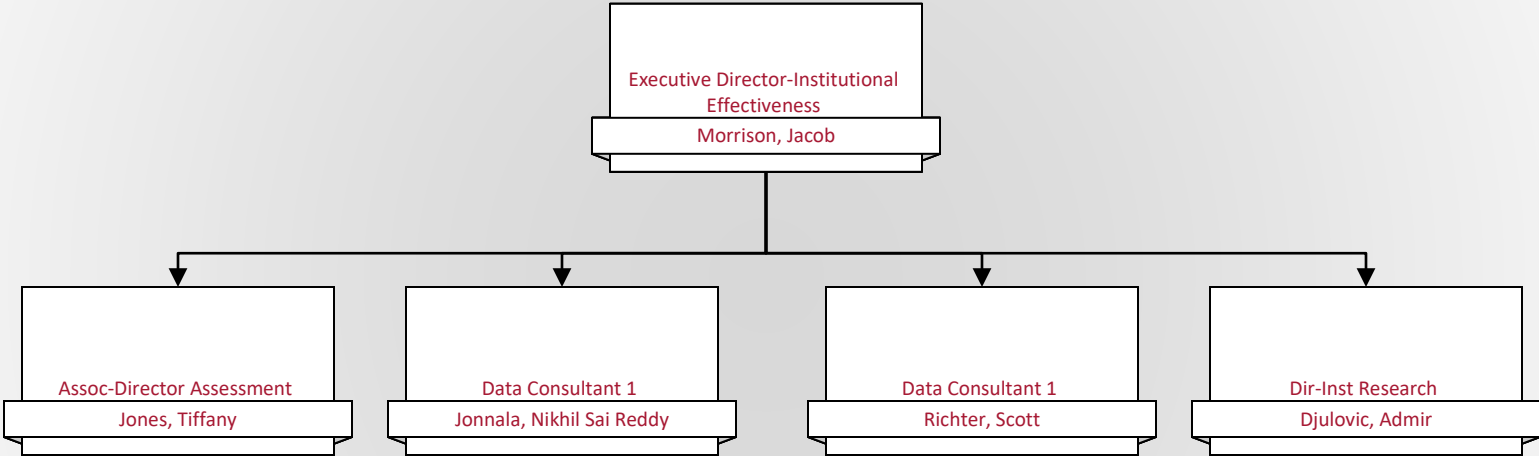 Executive Director-Institutional
Effectiveness
Morrison, Jacob
Assoc-Director Assessment
Jones, Tiffany
Data Consultant 1
Jonnala, Nikhil Sai Reddy
Data Consultant 1
Richter, Scott
Dir-Inst Research
Djulovic, Admir